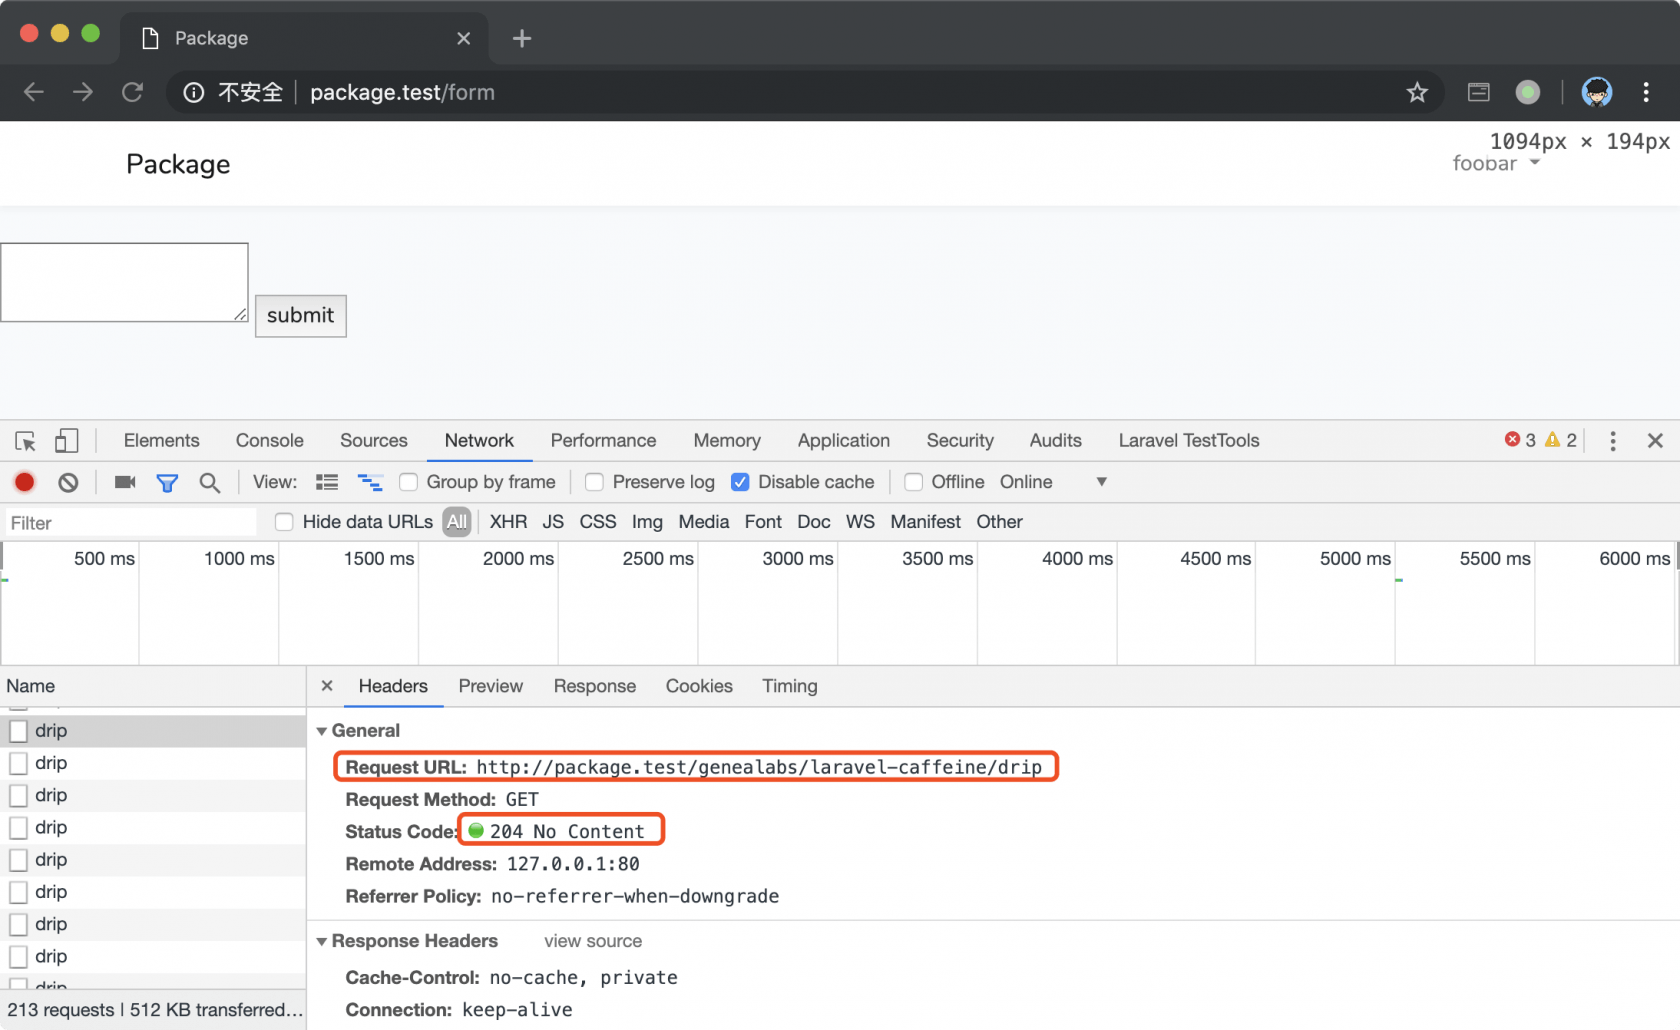 Package
不安全 package.test/form
1094px × 194px
Package
foobar
submit
Elements Console Sources Network Performance Memory Application Security Audits Laravel TestTools 3 2
View: Group by frame Preserve log Disable cache Offline Online
Filter Hide data URLs All XHR JS CSS Img Media Font Doc WS Manifest Other
500 ms 1000 ms 1500 ms 2000 ms 2500 ms 3000 ms 3500 ms 4000 ms 4500 ms 5000 ms 5500 ms 6000 ms
Name Headers Preview Response Cookies Timing
drip
drip
drip
drip
drip
drip
drip
drip
drip
213 requests | 512 KB transferred...
General
Request URL: http://package.test/genealabs/laravel-caffeine/drip
Request Method: GET
Status Code: 204 No Content
Remote Address: 127.0.0.1:80
Referrer Policy: no-referrer-when-downgrade
Response Headers view source
Cache-Control: no-cache, private
Connection: keep-alive